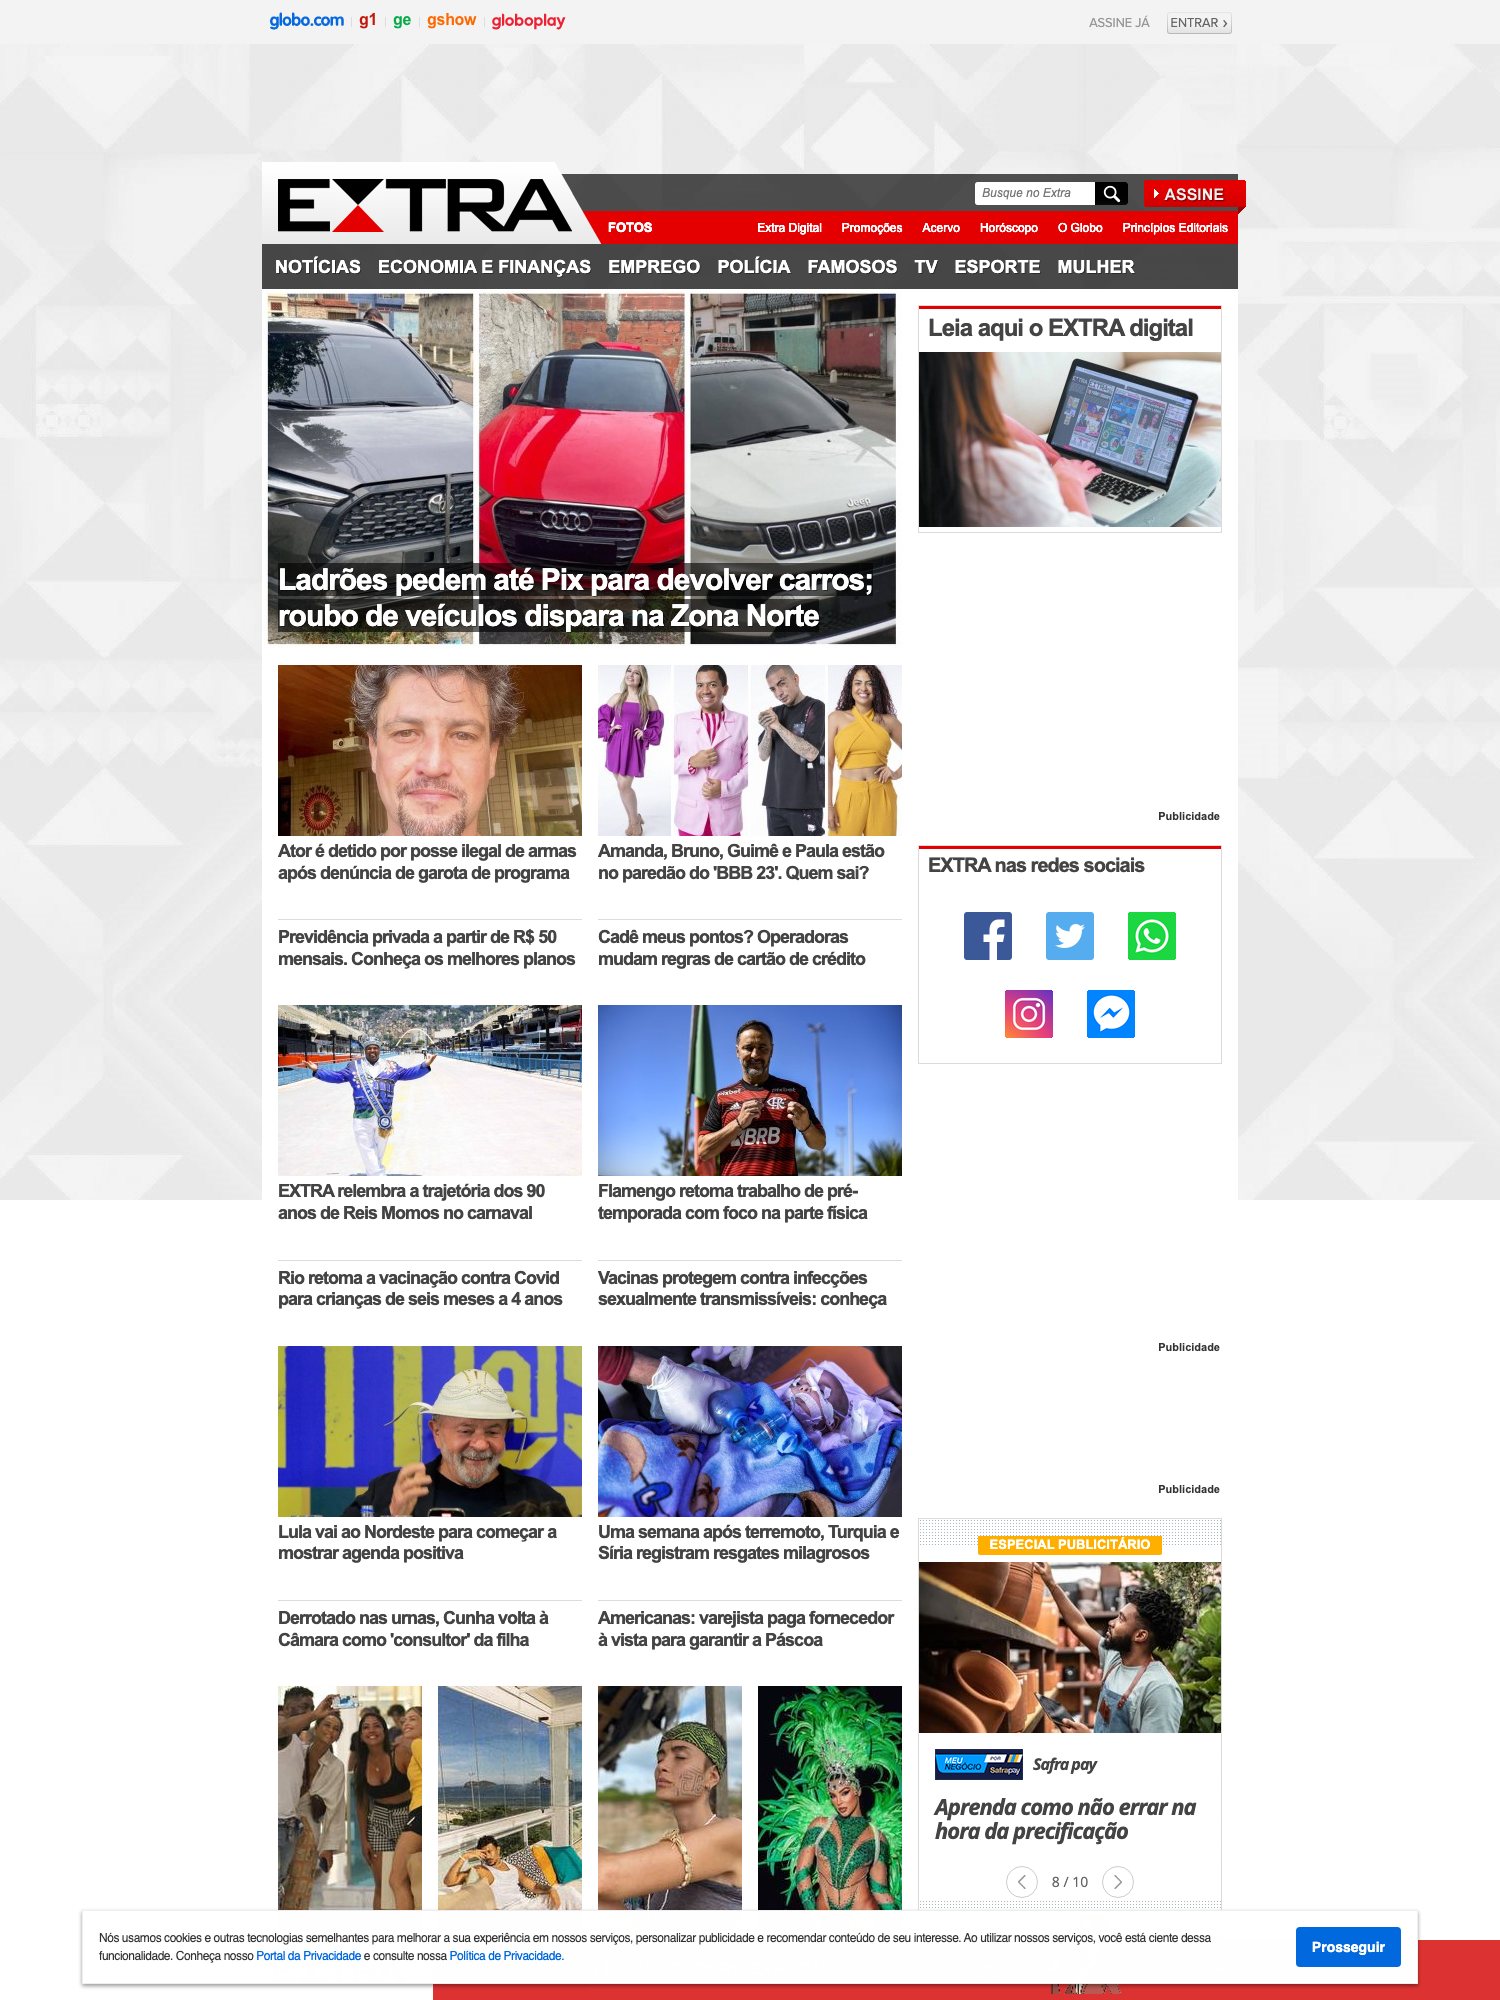 globo.com g1 ge gshow globoplay
ASSINE JÁ ENTRAR ›
EXTRA
Busque no Extra
ASSINE
FOTOS
Extra Digital Promoções Acervo Horóscopo O Globo Princípios Editoriais
NOTÍCIAS ECONOMIA E FINANÇAS EMPREGO POLÍCIA FAMOSOS TV ESPORTE MULHER
Ladrões pedem até Pix para devolver carros;
roubo de veículos dispara na Zona Norte
Jeep
Leia aqui o EXTRA digital
Ator é detido por posse ilegal de armas
após denúncia de garota de programa
Amanda, Bruno, Guimê e Paula estão
no paredão do 'BBB 23'. Quem sai?
Publicidade
EXTRA nas redes sociais
Previdência privada a partir de R$ 50
mensais. Conheça os melhores planos
Cadê meus pontos? Operadoras
mudam regras de cartão de crédito
pixbet
pixbet
BRB
EXTRA relembra a trajetória dos 90
anos de Reis Momos no carnaval
Flamengo retoma trabalho de pré-
temporada com foco na parte física
Rio retoma a vacinação contra Covid
para crianças de seis meses a 4 anos
Vacinas protegem contra infecções
sexualmente transmissíveis: conheça
Publicidade
Lula vai ao Nordeste para começar a
mostrar agenda positiva
Uma semana após terremoto, Turquia e
Síria registram resgates milagrosos
Publicidade
ESPECIAL PUBLICITÁRIO
Derrotado nas urnas, Cunha volta à
Câmara como 'consultor' da filha
Americanas: varejista paga fornecedor
à vista para garantir a Páscoa
MEU NEGÓCIO POR Safrapay
Safra pay
Aprenda como não errar na
hora da precificação
8 / 10
Nós usamos cookies e outras tecnologias semelhantes para melhorar a sua experiência em nossos serviços, personalizar publicidade e recomendar conteúdo de seu interesse. Ao utilizar nossos serviços, você está ciente dessa
funcionalidade. Conheça nosso Portal da Privacidade e consulte nossa Política de Privacidade.
Prosseguir